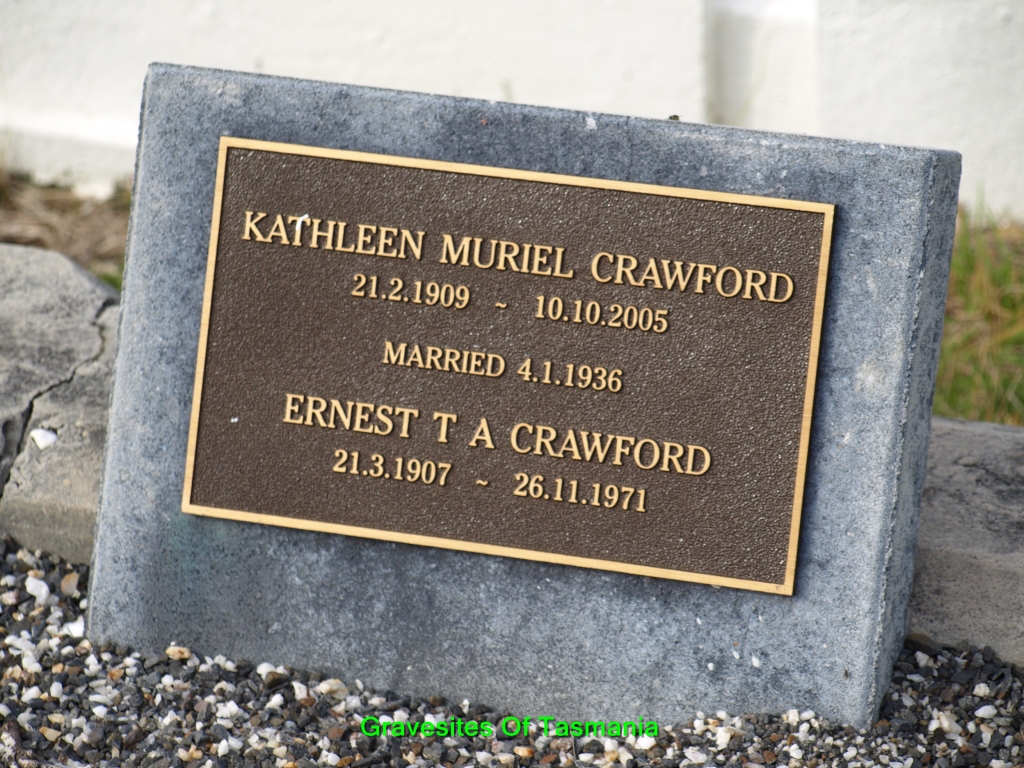 KATHLEEN MURIEL CRAWFORD
21.2.1909 ~ 10.10.2005
MARRIED 4.1.1936
ERNEST T A CRAWFORD
21.3.1907 ~ 26.11.1971
Gravesites Of Tasmania